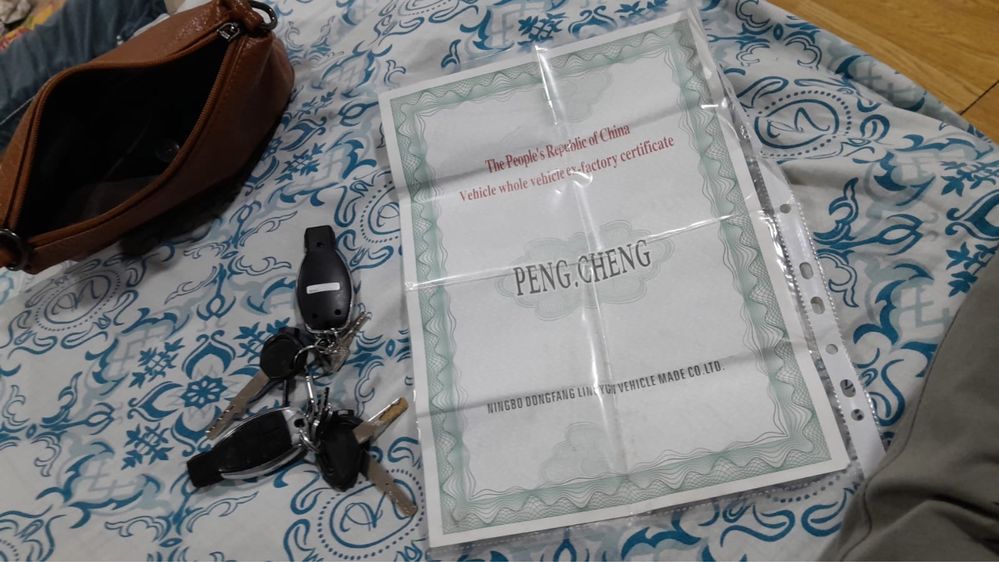 The People's Republic of China
Vehicle whole vehicle ex-factory certificate
PENG.CHENG
NINGBO DONGFANG LINGYUN VEHICLE MADE CO.LTD.